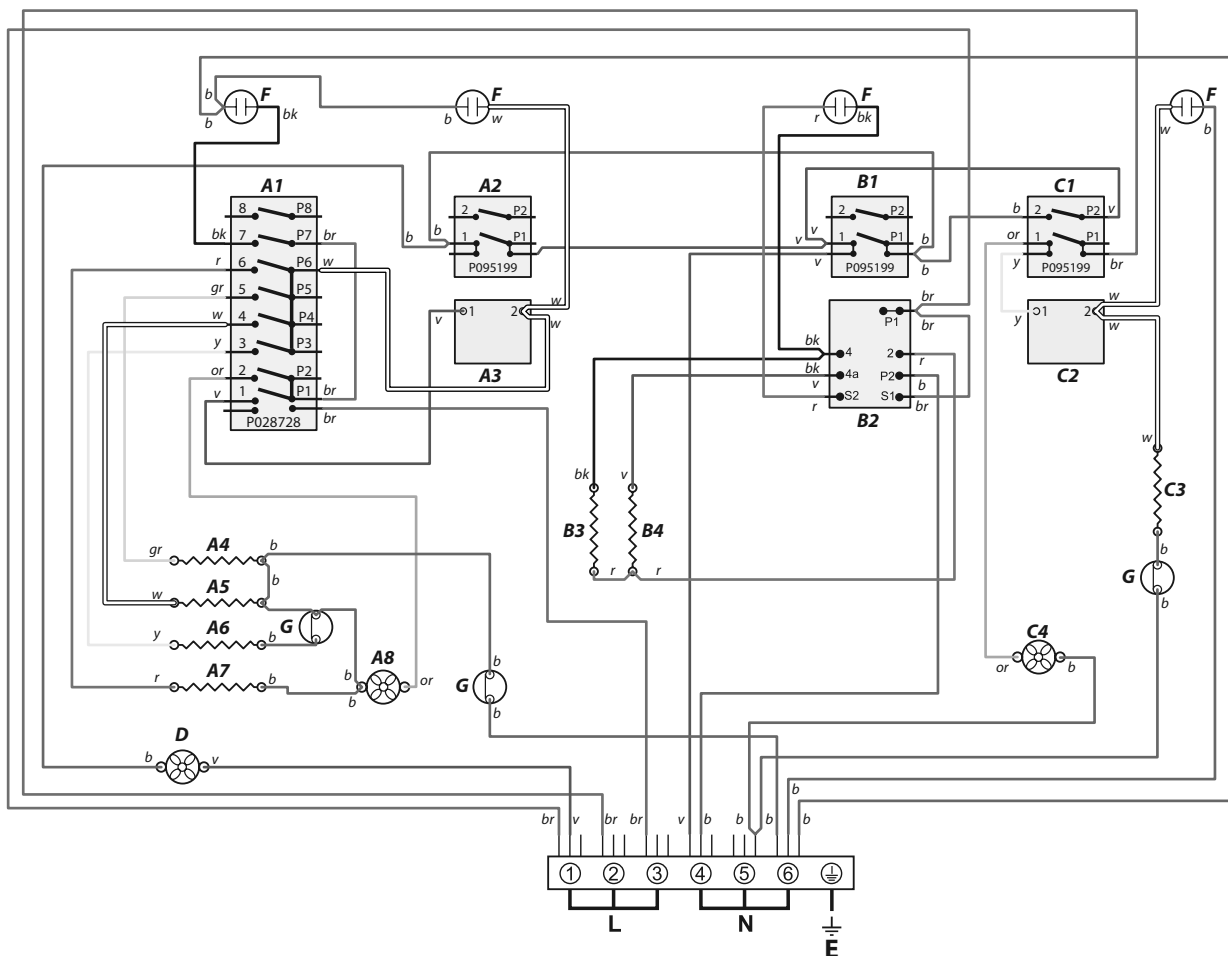 b F bk
b
b F w
r F bk
w F b
A1
8 P8
bk 7 P7 br
r 6 P6 w
gr 5 P5
w 4 P4
y 3 P3
or 2 P2
v 1 P1 br
br
P028728
A2
2 P2
b
b 1 P1
P095199
v 1 2 w
w
A3
B1
2 P2
v
v 1 P1
v b
P095199
br
P1
br
bk 4 2 r
bk 4a P2
v b
r S2 S1 br
B2
C1
b 2 P2 v
or 1 P1
y br
P095199
w
y 1 2
w
C2
bk v
B3 B4
r r
w
C3
b
G
b
gr A4 b
b
w A5
G
y A6 b
r A7 b
b A8 or
b
b
G
b
C4
or b
D
b v
br v br br v b b b b b
1 2 3 4 5 6
L N E